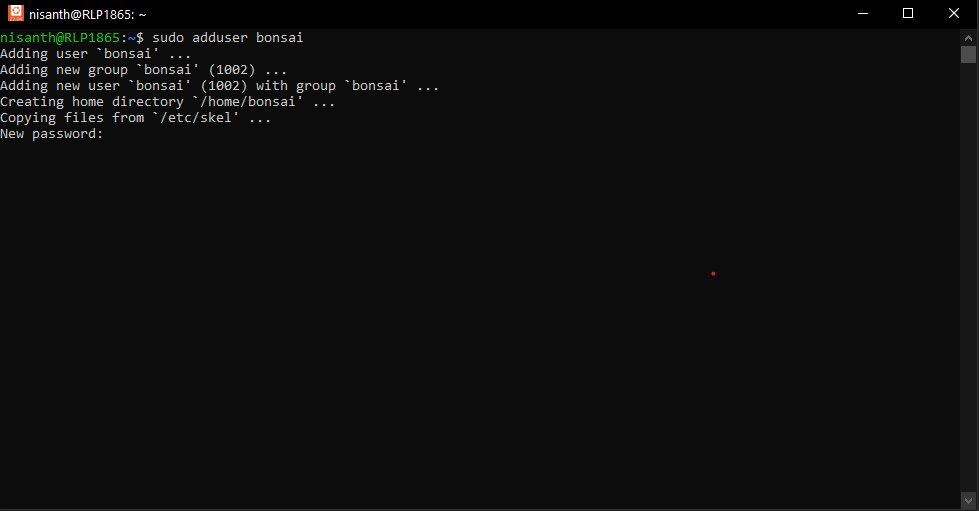 nisanth@RLP1865: ~
nisanth@RLP1865:~$ sudo adduser bonsai
Adding user `bonsai' ...
Adding new group `bonsai' (1002) ...
Adding new user `bonsai' (1002) with group `bonsai' ...
Creating home directory `/home/bonsai' ...
Copying files from `/etc/skel' ...
New password: